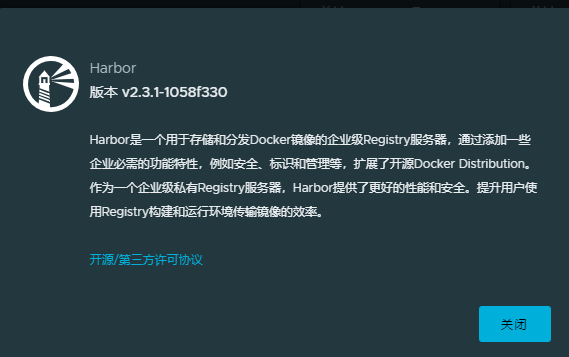 Harbor
版本 v2.3.1-1058f330
Harbor是一个用于存储和分发Docker镜像的企业级Registry服务器，通过添加一些
企业必需的功能特性，例如安全、标识和管理等，扩展了开源Docker Distribution。
作为一个企业级私有Registry服务器，Harbor提供了更好的性能和安全。提升用户使
用Registry构建和运行环境传输镜像的效率。
开源/第三方许可协议
关闭